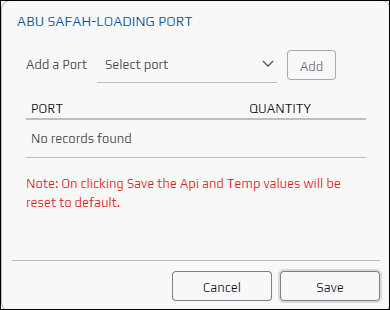 ABU SAFAH-LOADING PORT
Add a Port Select port Add
PORT QUANTITY
No records found
Note: On clicking Save the Api and Temp values will be
reset to default.
Cancel Save